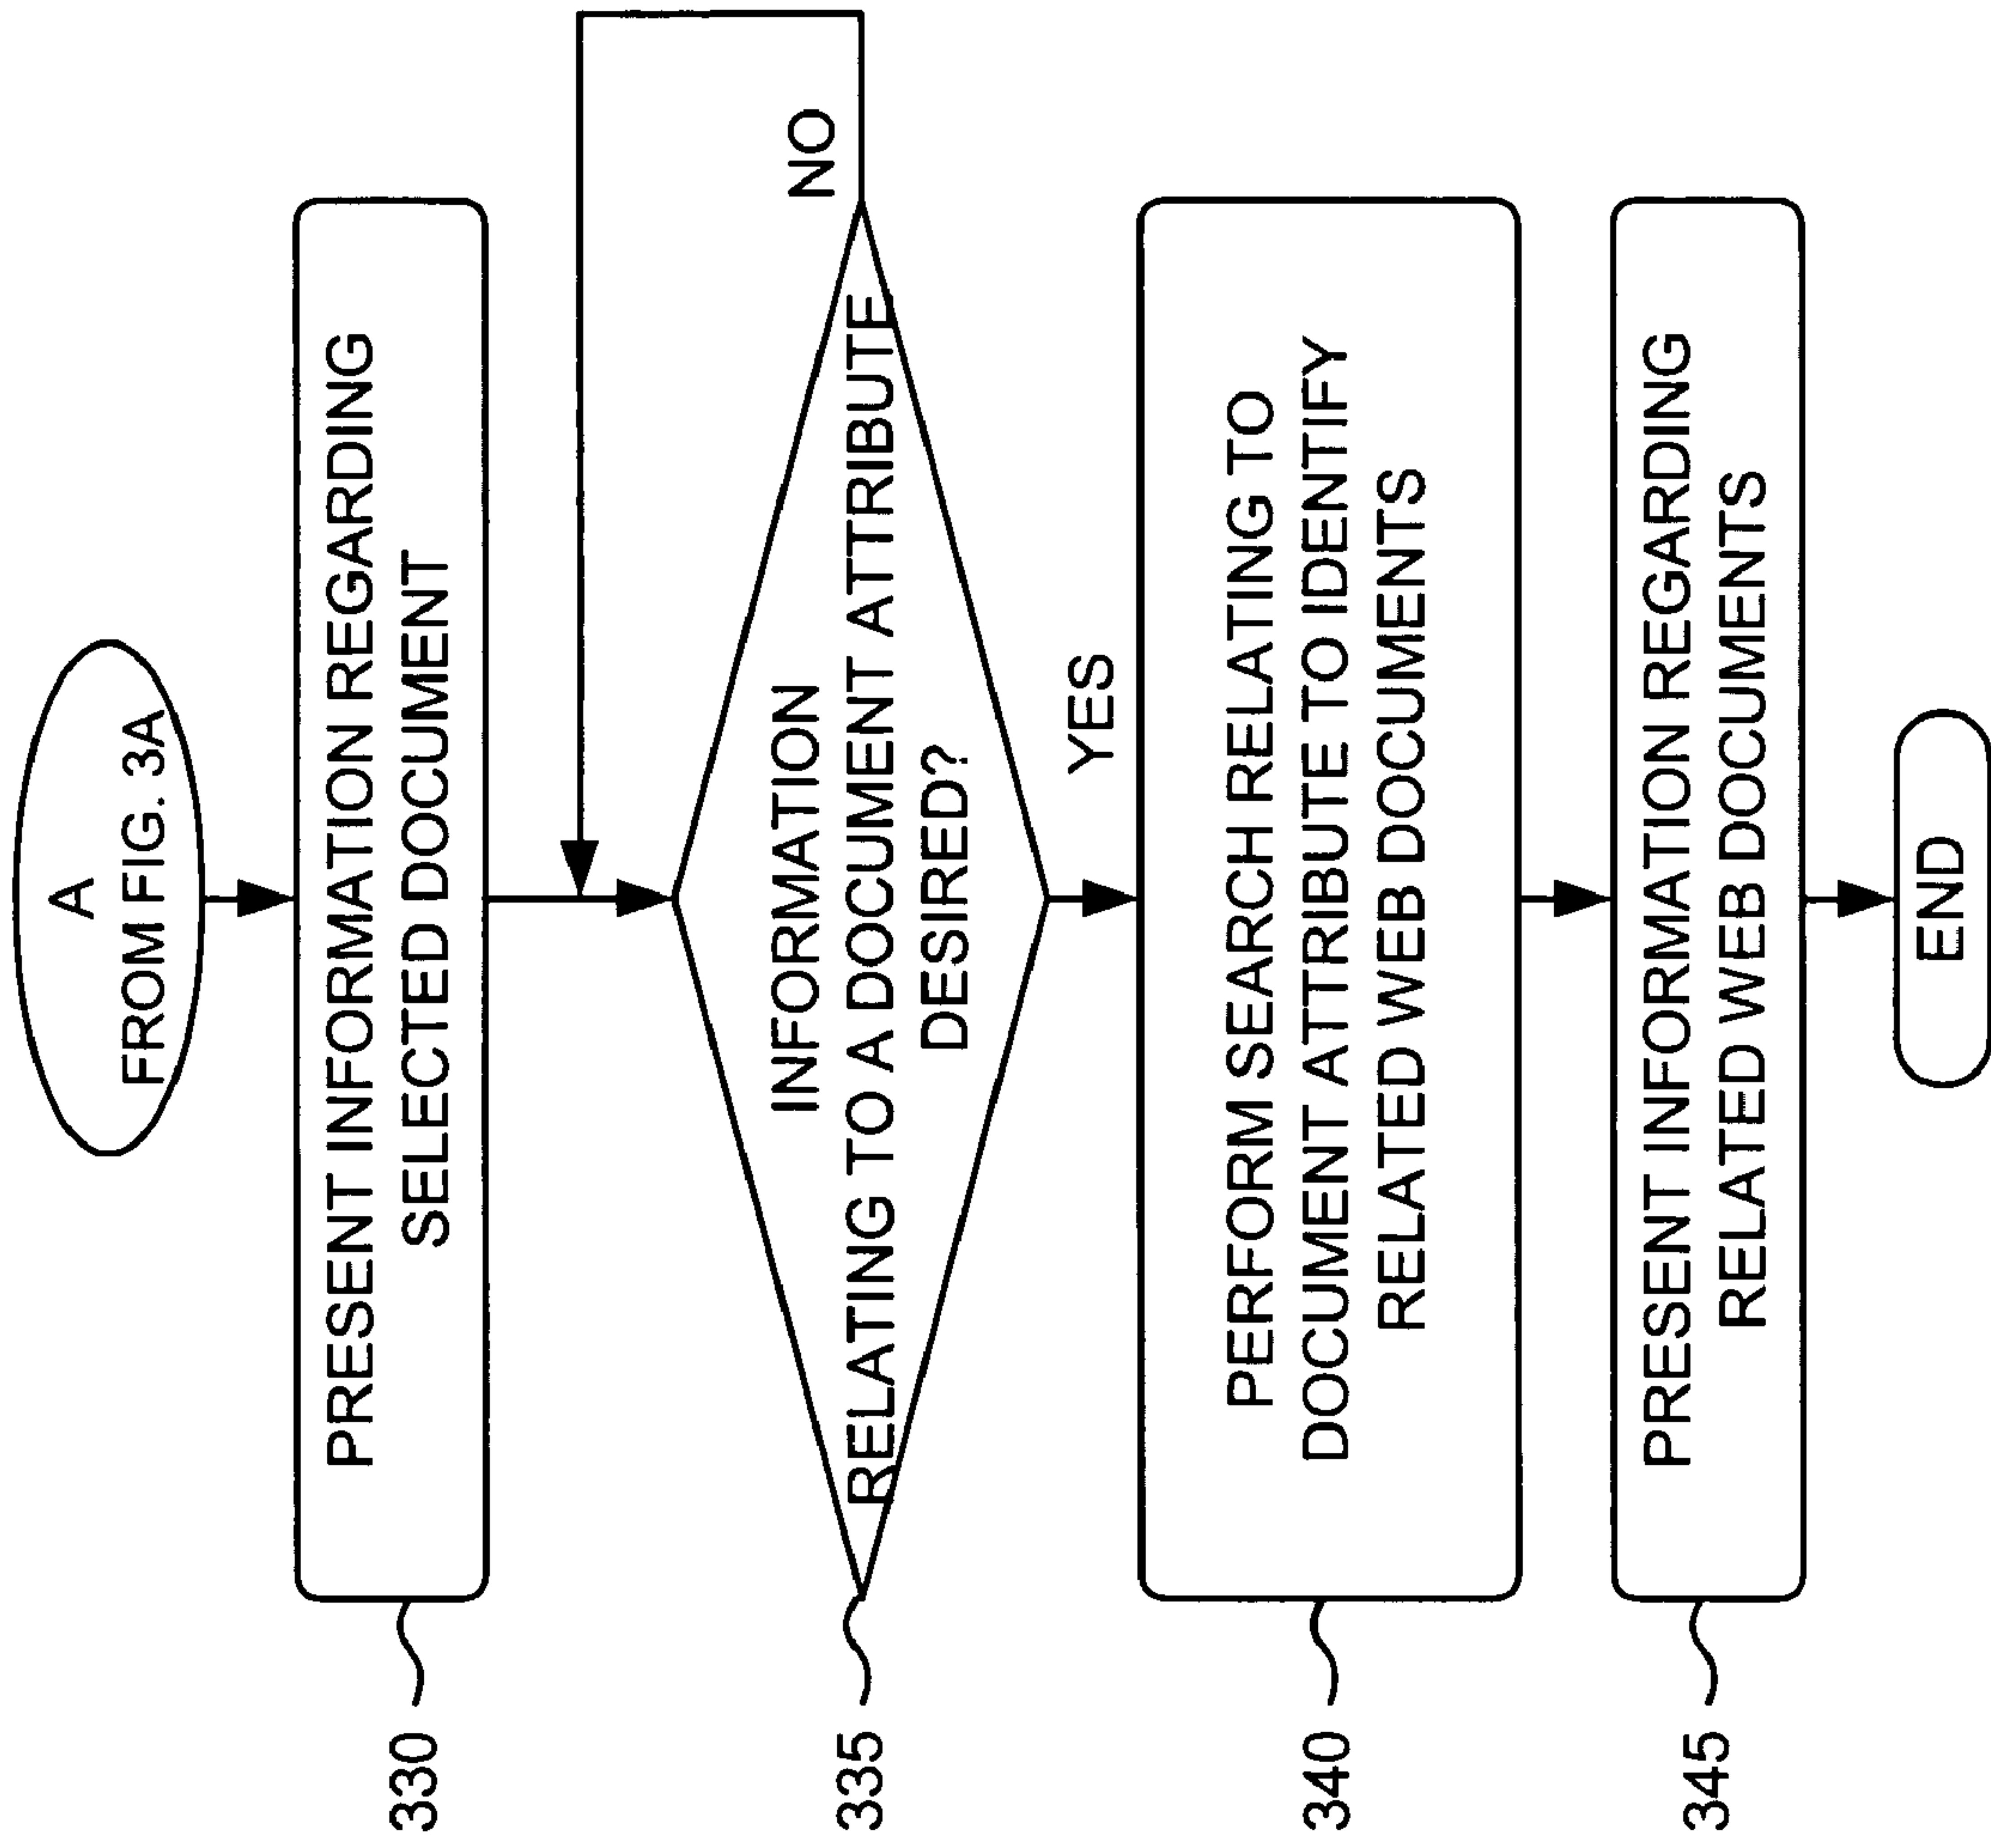 A
FROM FIG. 3A
330
PRESENT INFORMATION REGARDING
SELECTED DOCUMENT
335
INFORMATION
RELATING TO A DOCUMENT ATTRIBUTE
DESIRED?
NO
YES
340
PERFORM SEARCH RELATING TO
DOCUMENT ATTRIBUTE TO IDENTIFY
RELATED WEB DOCUMENTS
345
PRESENT INFORMATION REGARDING
RELATED WEB DOCUMENTS
END